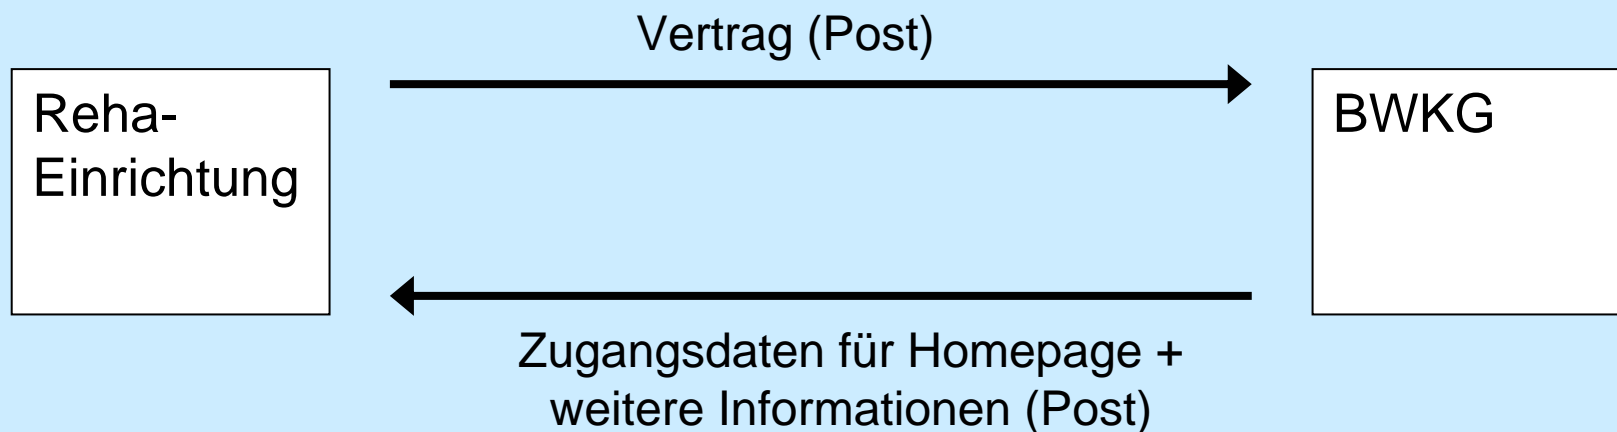 Vertrag (Post)
Reha-
Einrichtung
BWKG
Zugangsdaten für Homepage +
weitere Informationen (Post)